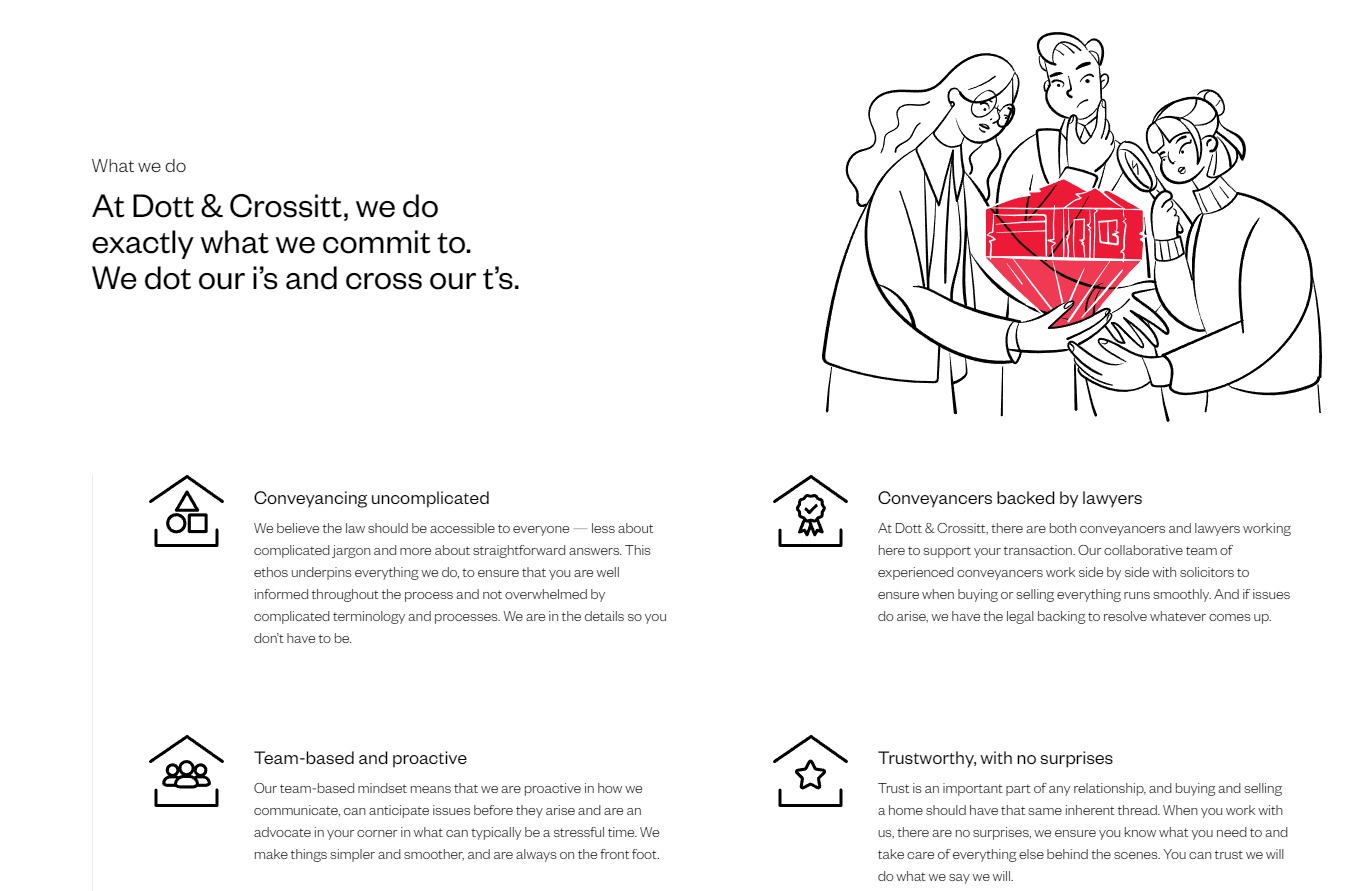 What we do
At Dott & Crossitt, we do
exactly what we commit to.
We dot our i’s and cross our t’s.
Conveyancing uncomplicated
We believe the law should be accessible to everyone — less about
complicated jargon and more about straightforward answers. This
ethos underpins everything we do, to ensure that you are well
informed throughout the process and not overwhelmed by
complicated terminology and processes. We are in the details so you
don’t have to be.
Conveyancers backed by lawyers
At Dott & Crossitt, there are both conveyancers and lawyers working
here to support your transaction. Our collaborative team of
experienced conveyancers work side by side with solicitors to
ensure when buying or selling everything runs smoothly. And if issues
do arise, we have the legal backing to resolve whatever comes up.
Team-based and proactive
Our team-based mindset means that we are proactive in how we
communicate, can anticipate issues before they arise and are an
advocate in your corner in what can typically be a stressful time. We
make things simpler and smoother, and are always on the front foot.
Trustworthy, with no surprises
Trust is an important part of any relationship, and buying and selling
a home should have that same inherent thread. When you work with
us, there are no surprises, we ensure you know what you need to and
take care of everything else behind the scenes. You can trust we will
do what we say we will.